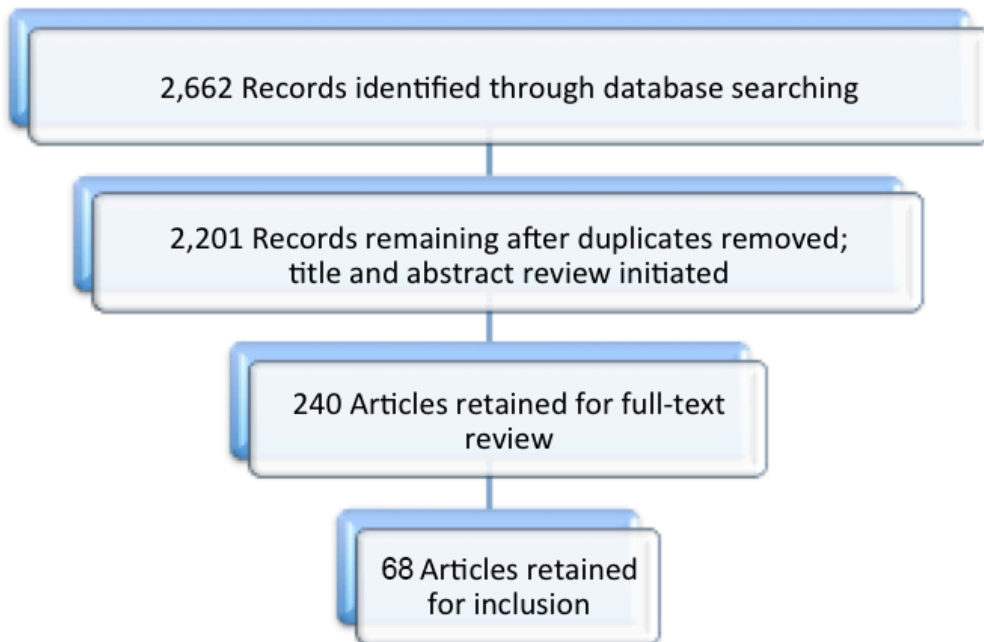 2,662 Records identified through database searching
2,201 Records remaining after duplicates removed;
title and abstract review initiated
240 Articles retained for full-text
review
68 Articles retained
for inclusion